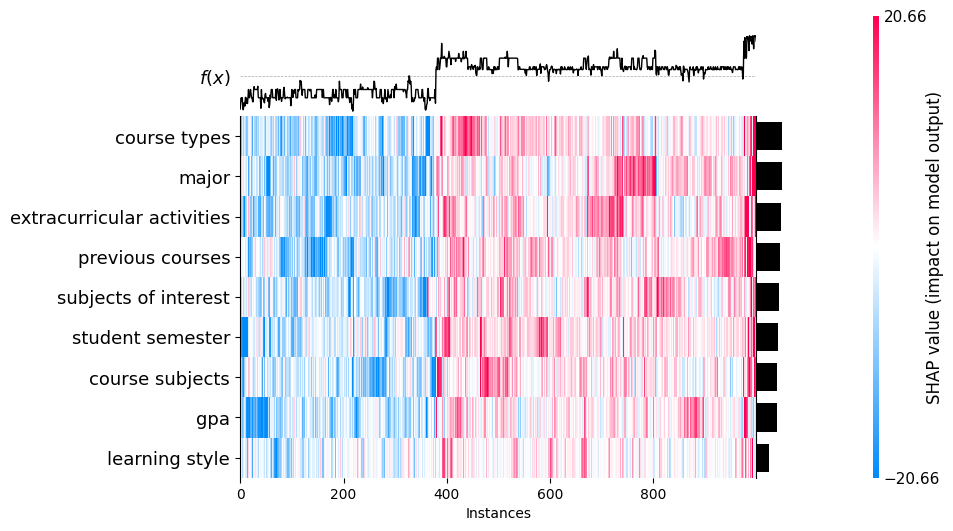 20.66
f(x)
course types
major
extracurricular activities
previous courses
subjects of interest
student semester
course subjects
gpa
learning style
0 200 400 600 800
Instances
SHAP value (impact on model output)
−20.66